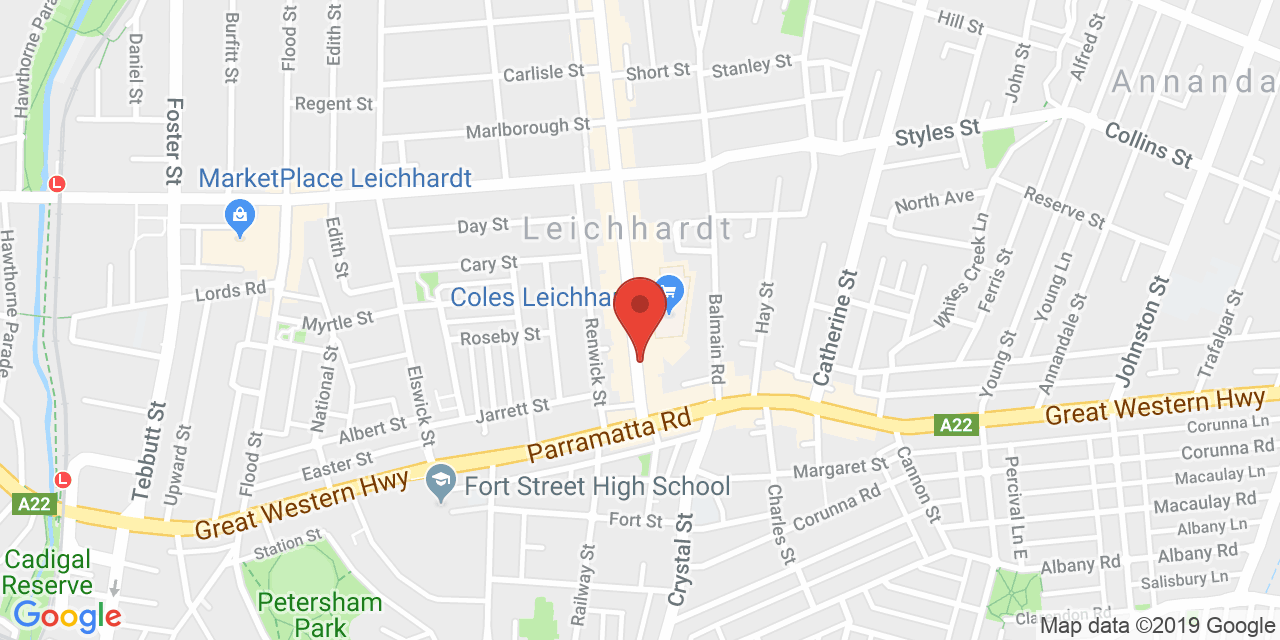 Hawthorne Para
Daniel St
Burfitt St
Flood St
Edith St
Hill St
John St
Alfred St
Annanda
Carlisle St
Short St
Stanley St
Foster St
Regent St
Marlborough St
Styles St
Collins St
L
MarketPlace Leichhardt
North Ave
Reserve St
Edith St
Day St
Leichhardt
Hawthorne Parade
Cary St
Lords Rd
Coles Leichha
Myrtle St
Roseby St
Renwick St
Balmain Rd
Hay St
Catherine St
Whites Creek Ln
Ferris St
Young Ln
Annandale St
Johnston St
Trafalgar St
National St
Elswick St
Young St
Jarrett St
Albert St
Parramatta Rd
A22
Great Western Hwy
Corunna Ln
Tebbutt St
Upward St
Flood St
Easter St
Corunna Rd
L
Great Western Hwy
Fort Street High School
Margaret St
Cannon St
Percival Ln E
Macaulay Ln
A22
Charles St
Corunna Rd
Macaulay Rd
Fort St
Crystal St
Albany Ln
Station St
Railway St
Albany Rd
Albany Rd
Cadigal
Reserve
Salisbury Ln
Petersham
Park
Google
Map data ©2019 Google